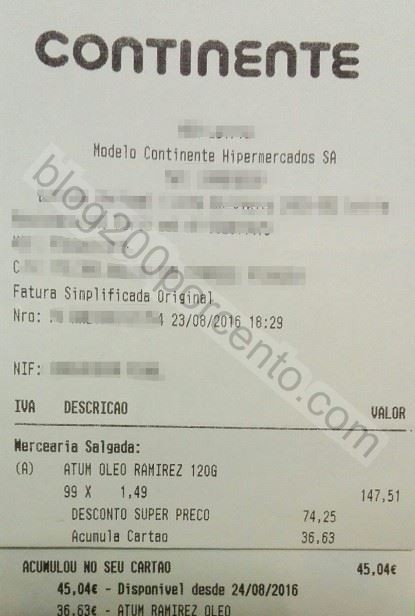 CONTINENTE
Modelo Continente Hipermercados SA
Fatura Simplificada Original
Nro: 4 23/08/2016 18:29
NIF:
IVA DESCRICAO VALOR
Mercearia Salgada:
(A) ATUM OLEO RAMIREZ 120G
99 X 1,49 147,51
DESCONTO SUPER PRECO 74,25
Acumula Cartao 36,63
ACUMULOU NO SEU CARTAO 45,04€
45,04€ - Disponivel desde 24/08/2016
36,63€ - ATUM RAMIREZ OLEO
blog200porcento.com